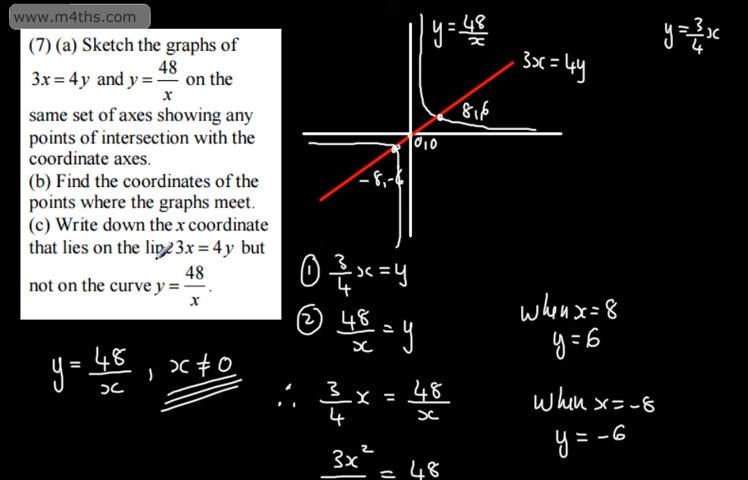 www.m4ths.com
(7) (a) Sketch the graphs of
3x = 4y and y = 48/x on the
same set of axes showing any
points of intersection with the
coordinate axes.
(b) Find the coordinates of the
points where the graphs meet.
(c) Write down the x coordinate
that lies on the line 3x = 4y but
not on the curve y = 48/x.
y = 48/x
y = 3/4 x
3x = 4y
8,6
0,0
-8,-6
① 3/4 x = y
② 48/x = y
when x = 8
y = 6
y = 48/x , x ≠ 0
∴ 3/4 x = 48/x
when x = -8
y = -6
3x² = 48